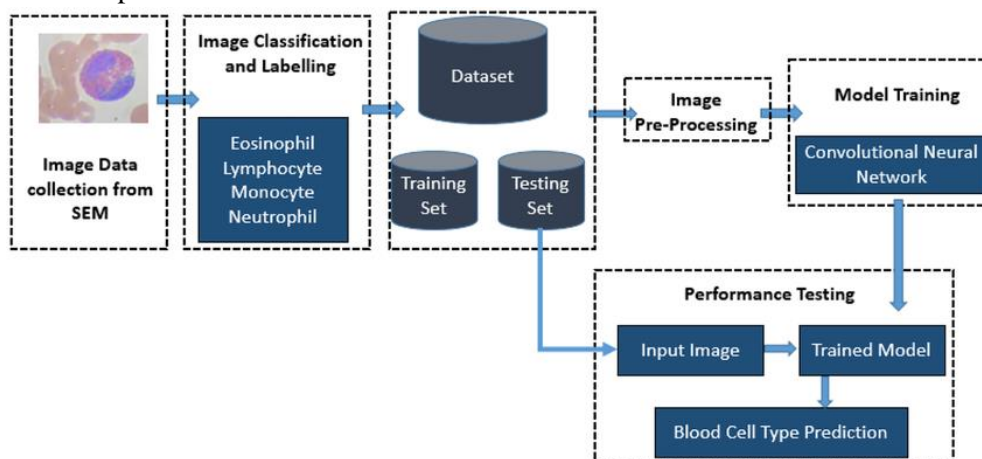 Image Data
collection from
SEM
Image Classification
and Labelling
Eosinophil
Lymphocyte
Monocyte
Neutrophil
Dataset
Training
Set
Testing
Set
Image
Pre-Processing
Model Training
Convolutional Neural
Network
Performance Testing
Input Image
Trained Model
Blood Cell Type Prediction